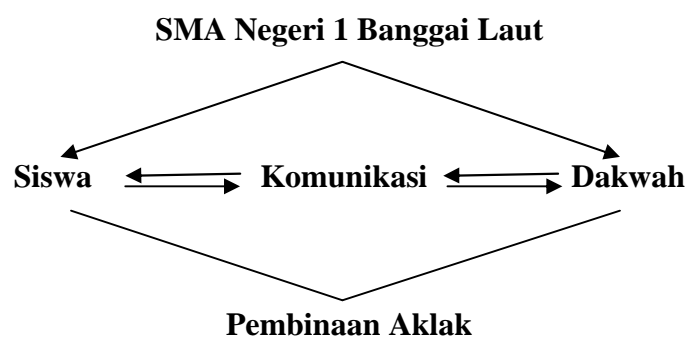 SMA Negeri 1 Banggai Laut
Siswa Komunikasi Dakwah
Pembinaan Aklak